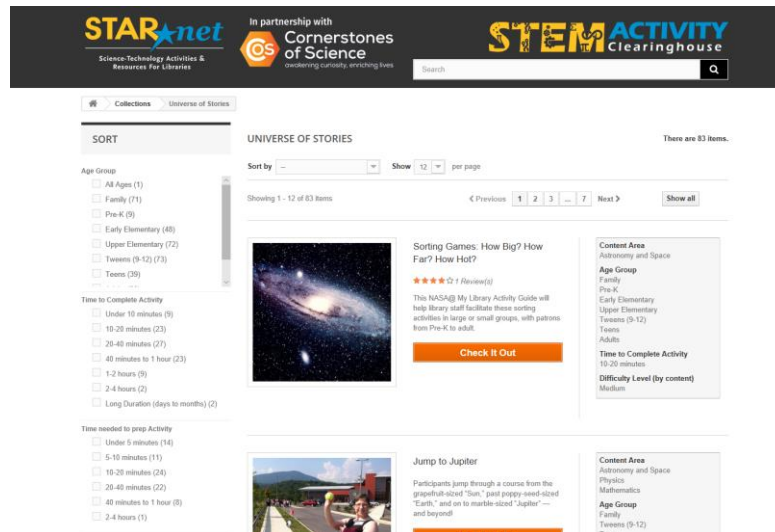 STAR net
Science-Technology Activities &
Resources For Libraries
In partnership with
COS
Cornerstones
of Science
awakening curiosity, enriching lives
STEM ACTIVITY
Clearinghouse
Search
Collections
Universe of Stories
SORT
Age Group
All Ages (1)
Family (71)
Pre-K (9)
Early Elementary (48)
Upper Elementary (72)
Tweens (9-12) (73)
Teens (39)
Time to Complete Activity
Under 10 minutes (9)
10-20 minutes (23)
20-40 minutes (27)
40 minutes to 1 hour (23)
1-2 hours (9)
2-4 hours (2)
Long Duration (days to months) (2)
Time needed to prep Activity
Under 5 minutes (14)
5-10 minutes (11)
10-20 minutes (24)
20-40 minutes (22)
40 minutes to 1 hour (8)
2-4 hours (1)
UNIVERSE OF STORIES
There are 83 items.
Sort by -- Show 12 per page
Showing 1 - 12 of 83 items
Previous 1 2 3 ... 7 Next Show all
Sorting Games: How Big? How
Far? How Hot?
1 Review(s)
This NASA@ My Library Activity Guide will
help library staff facilitate these sorting
activities in large or small groups, with patrons
from Pre-K to adult.
Check It Out
Content Area
Astronomy and Space
Age Group
Family
Pre-K
Early Elementary
Upper Elementary
Tweens (9-12)
Teens
Adults
Time to Complete Activity
10-20 minutes
Difficulty Level (by content)
Medium
Jump to Jupiter
Participants jump through a course from the
grapefruit-sized "Sun," past poppy-seed-sized
"Earth," and on to marble-sized "Jupiter" —
and beyond!
Content Area
Astronomy and Space
Physics
Mathematics
Age Group
Family
Tweens (9-12)